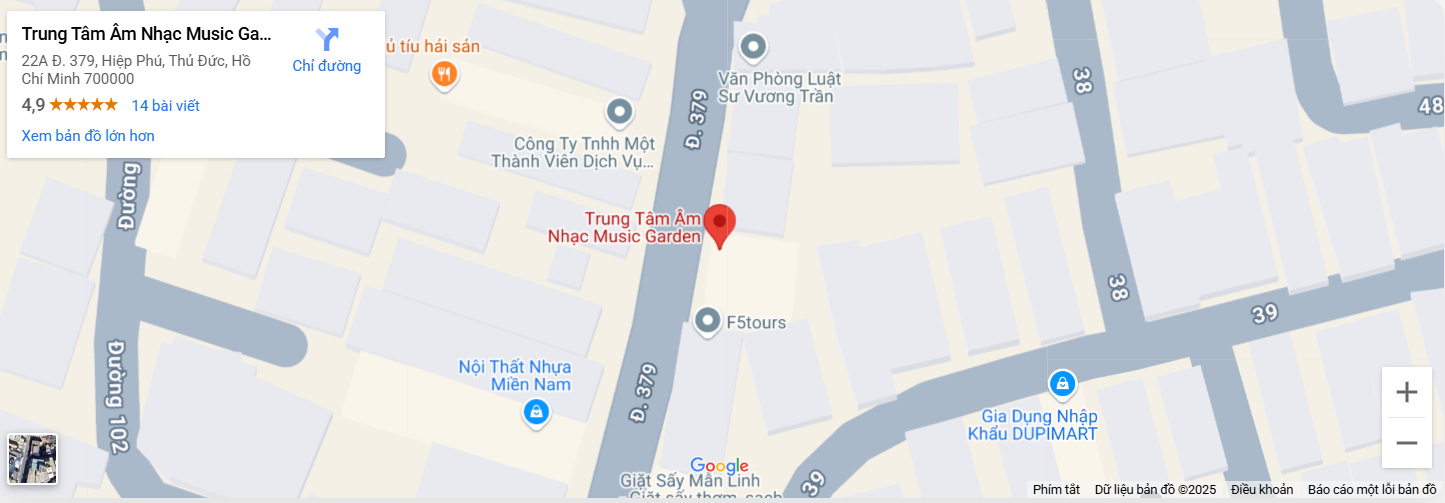 Trung Tâm Âm Nhạc Music Ga...
22A Đ. 379, Hiệp Phú, Thủ Đức, Hồ
Chí Minh 700000
4,9
14 bài viết
Xem bản đồ lớn hơn
Chỉ đường
ủ tíu hải sản
Văn Phòng Luật
Sư Vương Trần
Đ. 379
38
48
Công Ty Tnhh Một
Thành Viên Dịch Vụ...
Đường
Trung Tâm Âm
Nhạc Music Garden
38
39
F5tours
Đường 102
Nội Thất Nhựa
Miền Nam
Đ. 379
Gia Dụng Nhập
Khẩu DUPIMART
Google
Giặt Sấy Mẫn Linh
- Giặt sấy thơm, sạch
39
Phím tắt
Dữ liệu bản đồ ©2025
Điều khoản
Báo cáo một lỗi bản đồ